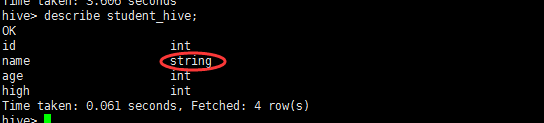 Time taken: 3.606 seconds
hive> describe student_hive;
OK
id int
name string
age int
high int
Time taken: 0.061 seconds, Fetched: 4 row(s)
hive>